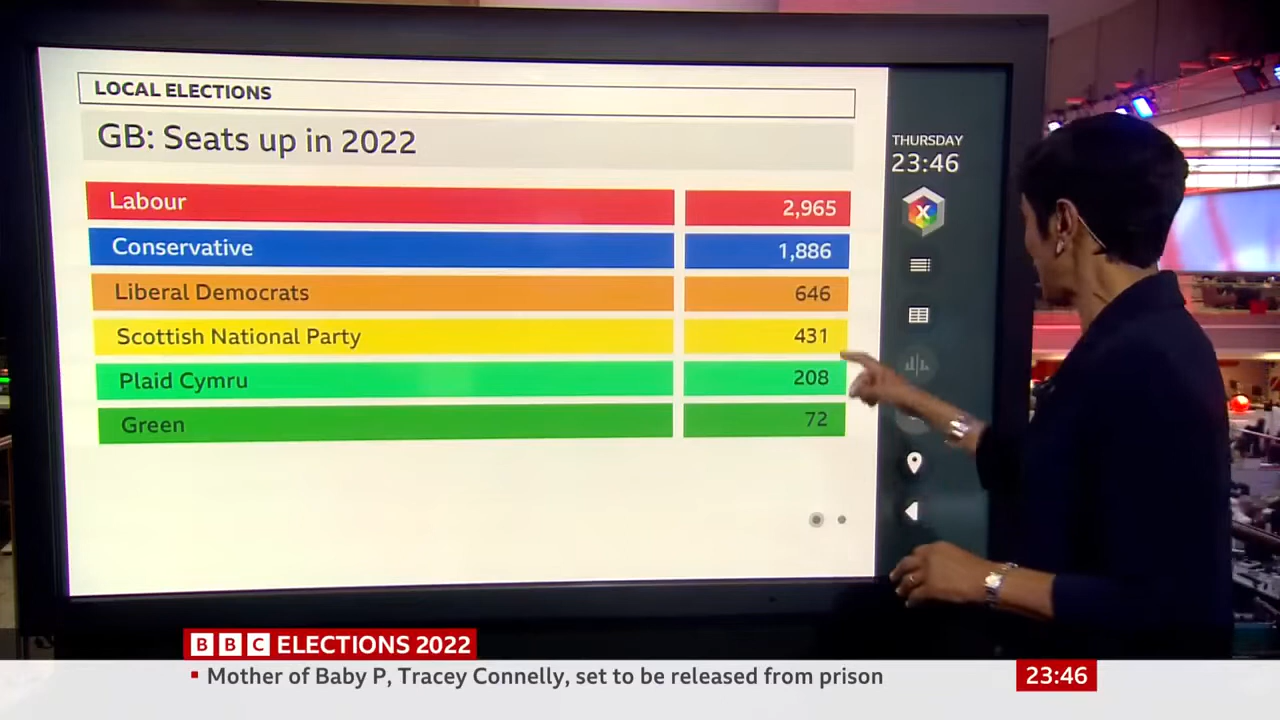 LOCAL ELECTIONS
GB: Seats up in 2022
Labour 2,965
Conservative 1,886
Liberal Democrats 646
Scottish National Party 431
Plaid Cymru 208
Green 72
THURSDAY
23:46
X
BBC ELECTIONS 2022
Mother of Baby P, Tracey Connelly, set to be released from prison
23:46